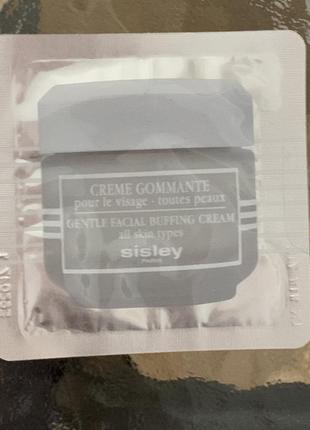 CREME GOMMANTE
pour le visage - toutes peaux
GENTLE FACIAL BUFFING CREAM
all skin types
sisley
PARIS